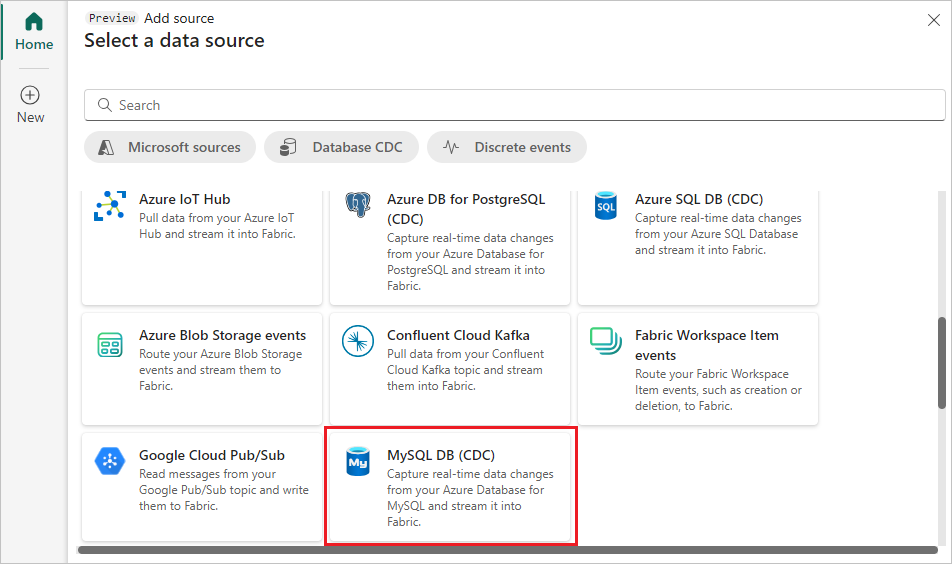 Preview Add source
Select a data source
Home
New
Search
Microsoft sources
Database CDC
Discrete events
Azure IoT Hub
Pull data from your Azure IoT
Hub and stream it into Fabric.
Azure DB for PostgreSQL
(CDC)
Capture real-time data changes
from your Azure Database for
PostgreSQL and stream it into
Fabric.
SQL
Azure SQL DB (CDC)
Capture real-time data changes
from your Azure SQL Database
and stream it into Fabric.
Azure Blob Storage events
Route your Azure Blob Storage
events and stream them to
Fabric.
Confluent Cloud Kafka
Pull data from your Confluent
Cloud Kafka topic and stream
them into Fabric.
Fabric Workspace Item
events
Route your Fabric Workspace
Item events, such as creation or
deletion, to Fabric.
Google Cloud Pub/Sub
Read messages from your
Google Pub/Sub topic and write
them to Fabric.
My
MySQL DB (CDC)
Capture real-time data changes
from your Azure Database for
MySQL and stream it into
Fabric.